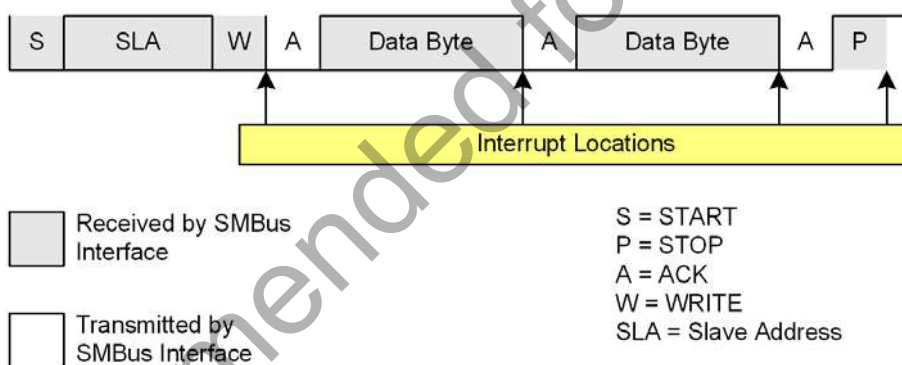 S SLA W A Data Byte A Data Byte A P
Interrupt Locations
Received by SMBus
Interface
Transmitted by
SMBus Interface
S = START
P = STOP
A = ACK
W = WRITE
SLA = Slave Address